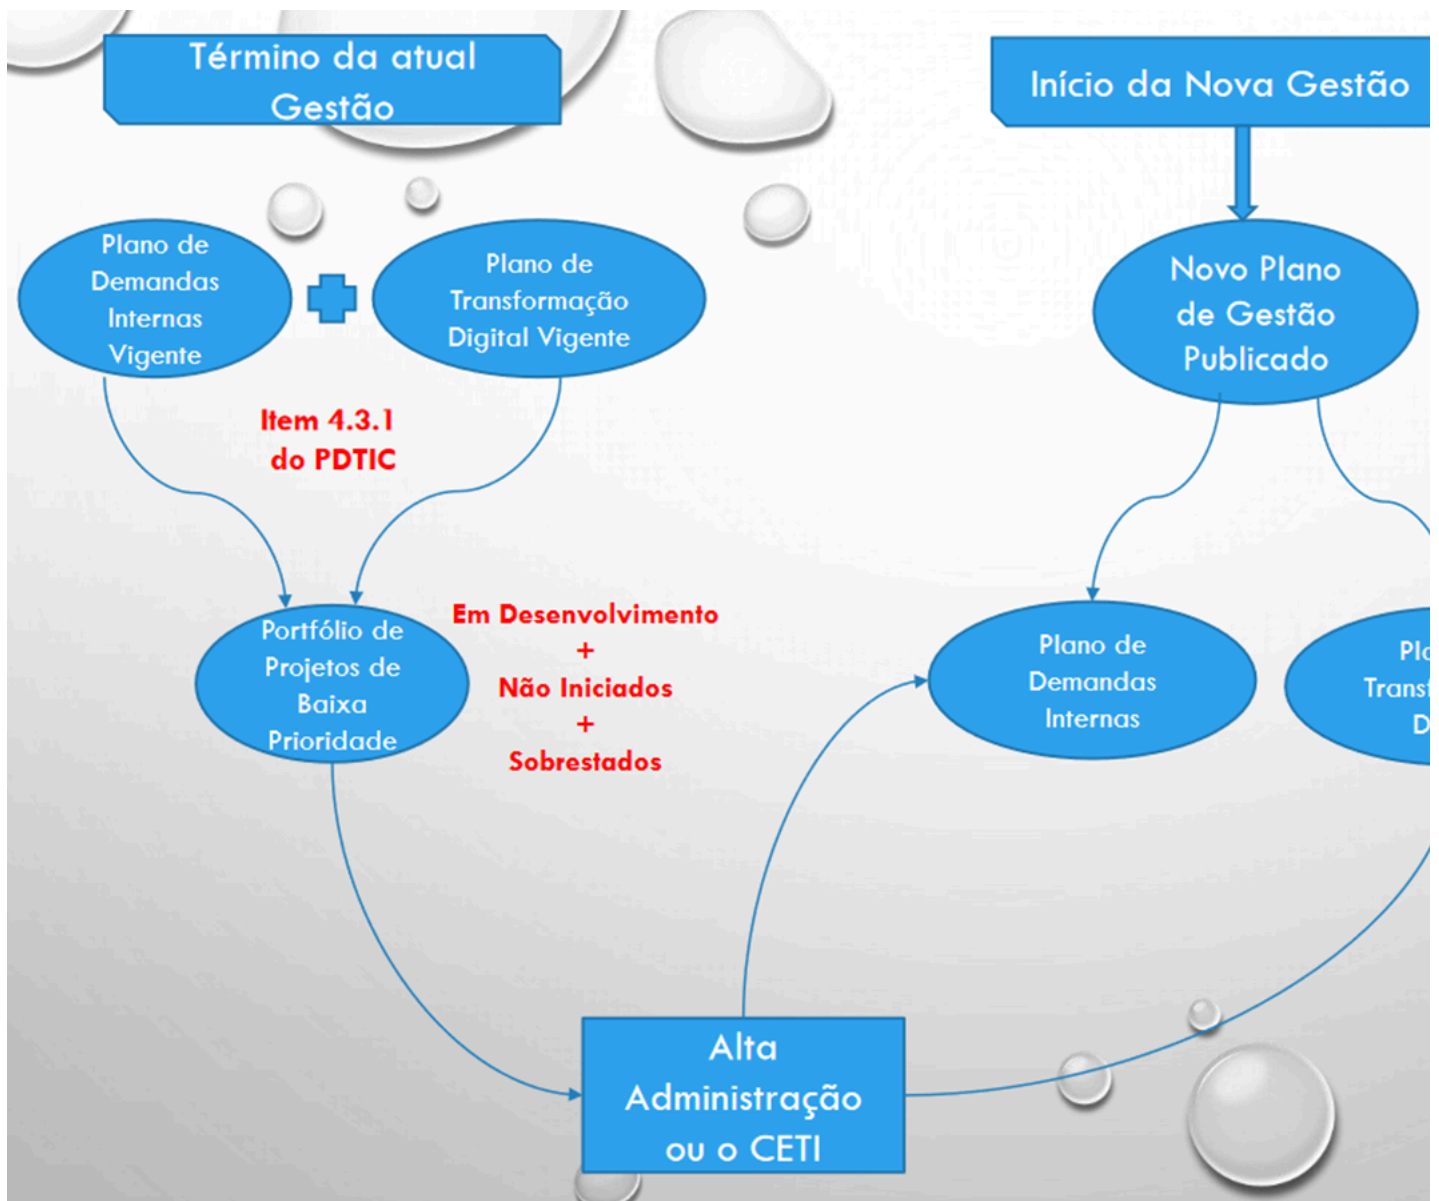 Término da atual
Gestão
Início da Nova Gestão
Plano de
Demandas
Internas
Vigente
Plano de
Transformação
Digital Vigente
Novo Plano
de Gestão
Publicado
Item 4.3.1
do PDTIC
Portfólio de
Projetos de
Baixa
Prioridade
Em Desenvolvimento
+
Não Iniciados
+
Sobrestados
Plano de
Demandas
Internas
Alta
Administração
ou o CETI